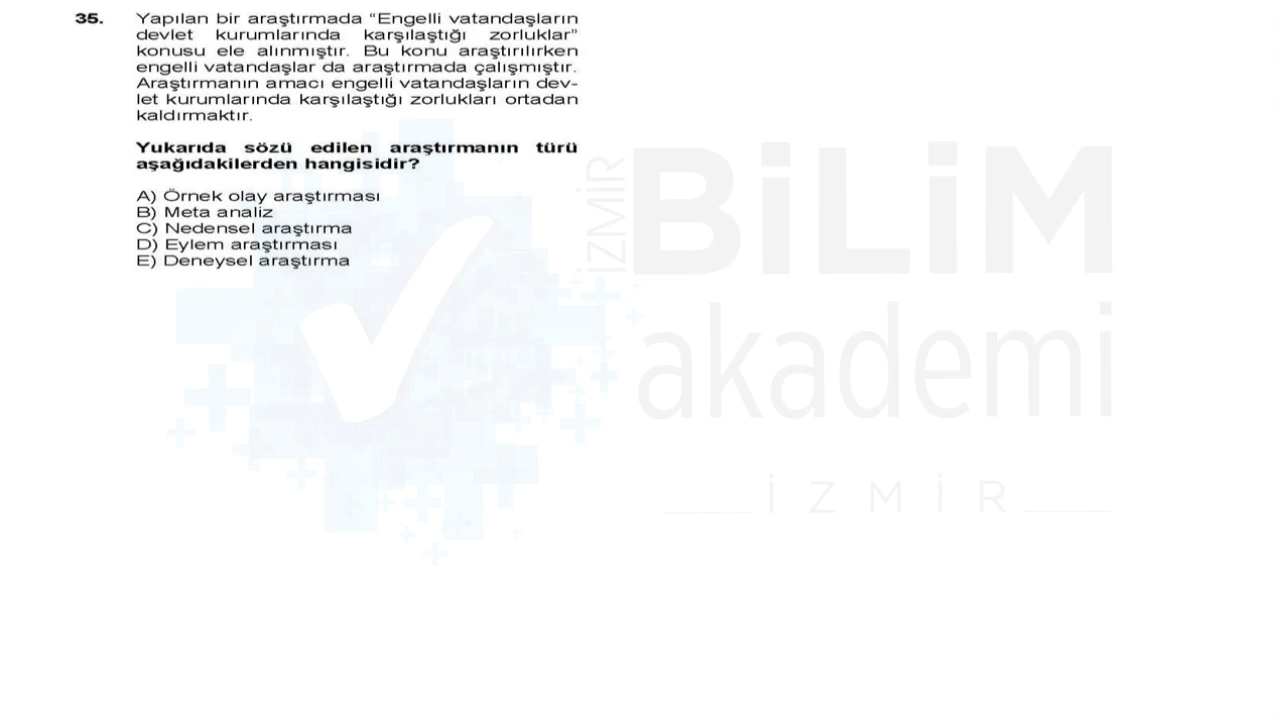 35. Yapılan bir araştırmada “Engelli vatandaşların
devlet kurumlarında karşılaştığı zorluklar”
konusu ele alınmıştır. Bu konu araştırılırken
engelli vatandaşlar da araştırmada çalışmıştır.
Araştırmanın amacı engelli vatandaşların dev-
let kurumlarında karşılaştığı zorlukları ortadan
kaldırmaktır.
Yukarıda sözü edilen araştırmanın türü
aşağıdakilerden hangisidir?
A) Örnek olay araştırması
B) Meta analiz
C) Nedensel araştırma
D) Eylem araştırması
E) Deneysel araştırma
İZMİR
BiLiM
akademi
İZMİR